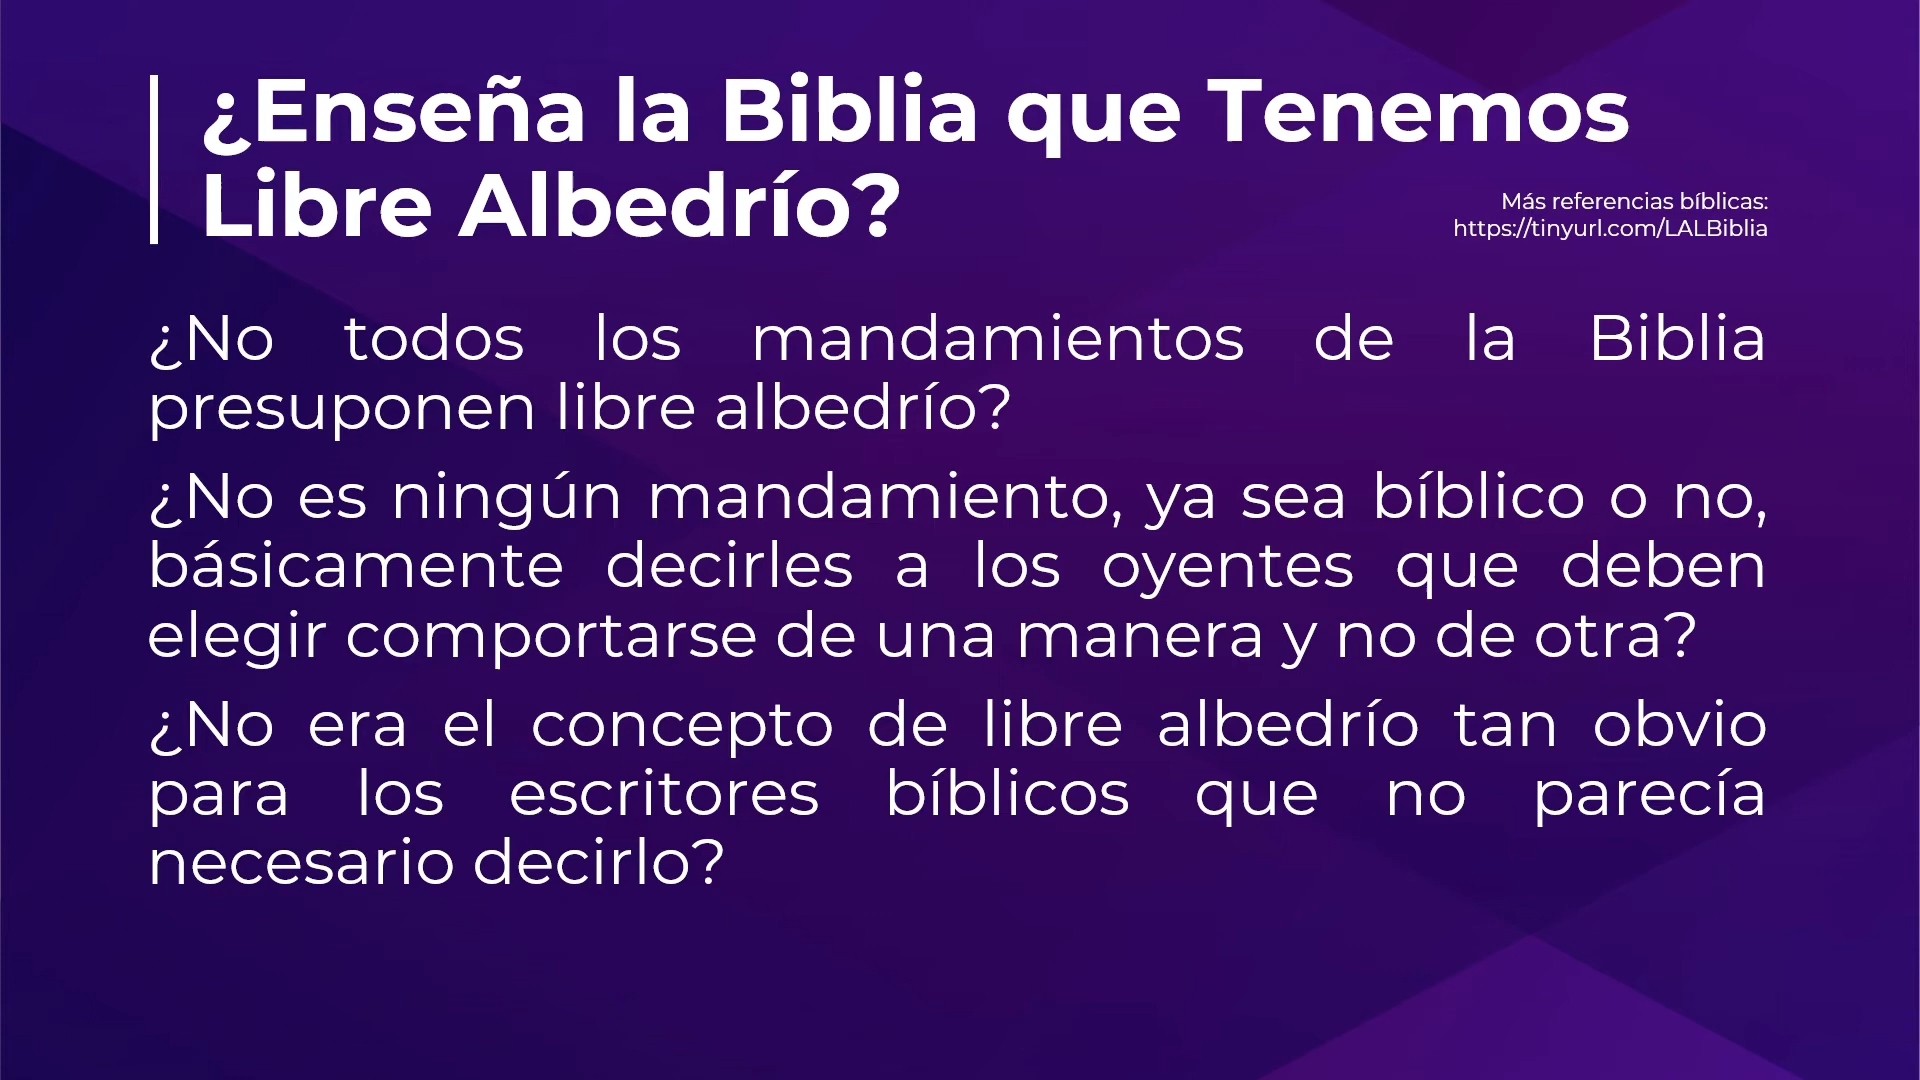 ¿Enseña la Biblia que Tenemos
Libre Albedrío?
Más referencias bíblicas:
https://tinyurl.com/LALBiblia
¿No todos los mandamientos de la Biblia
presuponen libre albedrío?
¿No es ningún mandamiento, ya sea bíblico o no,
básicamente decirles a los oyentes que deben
elegir comportarse de una manera y no de otra?
¿No era el concepto de libre albedrío tan obvio
para los escritores bíblicos que no parecía
necesario decirlo?